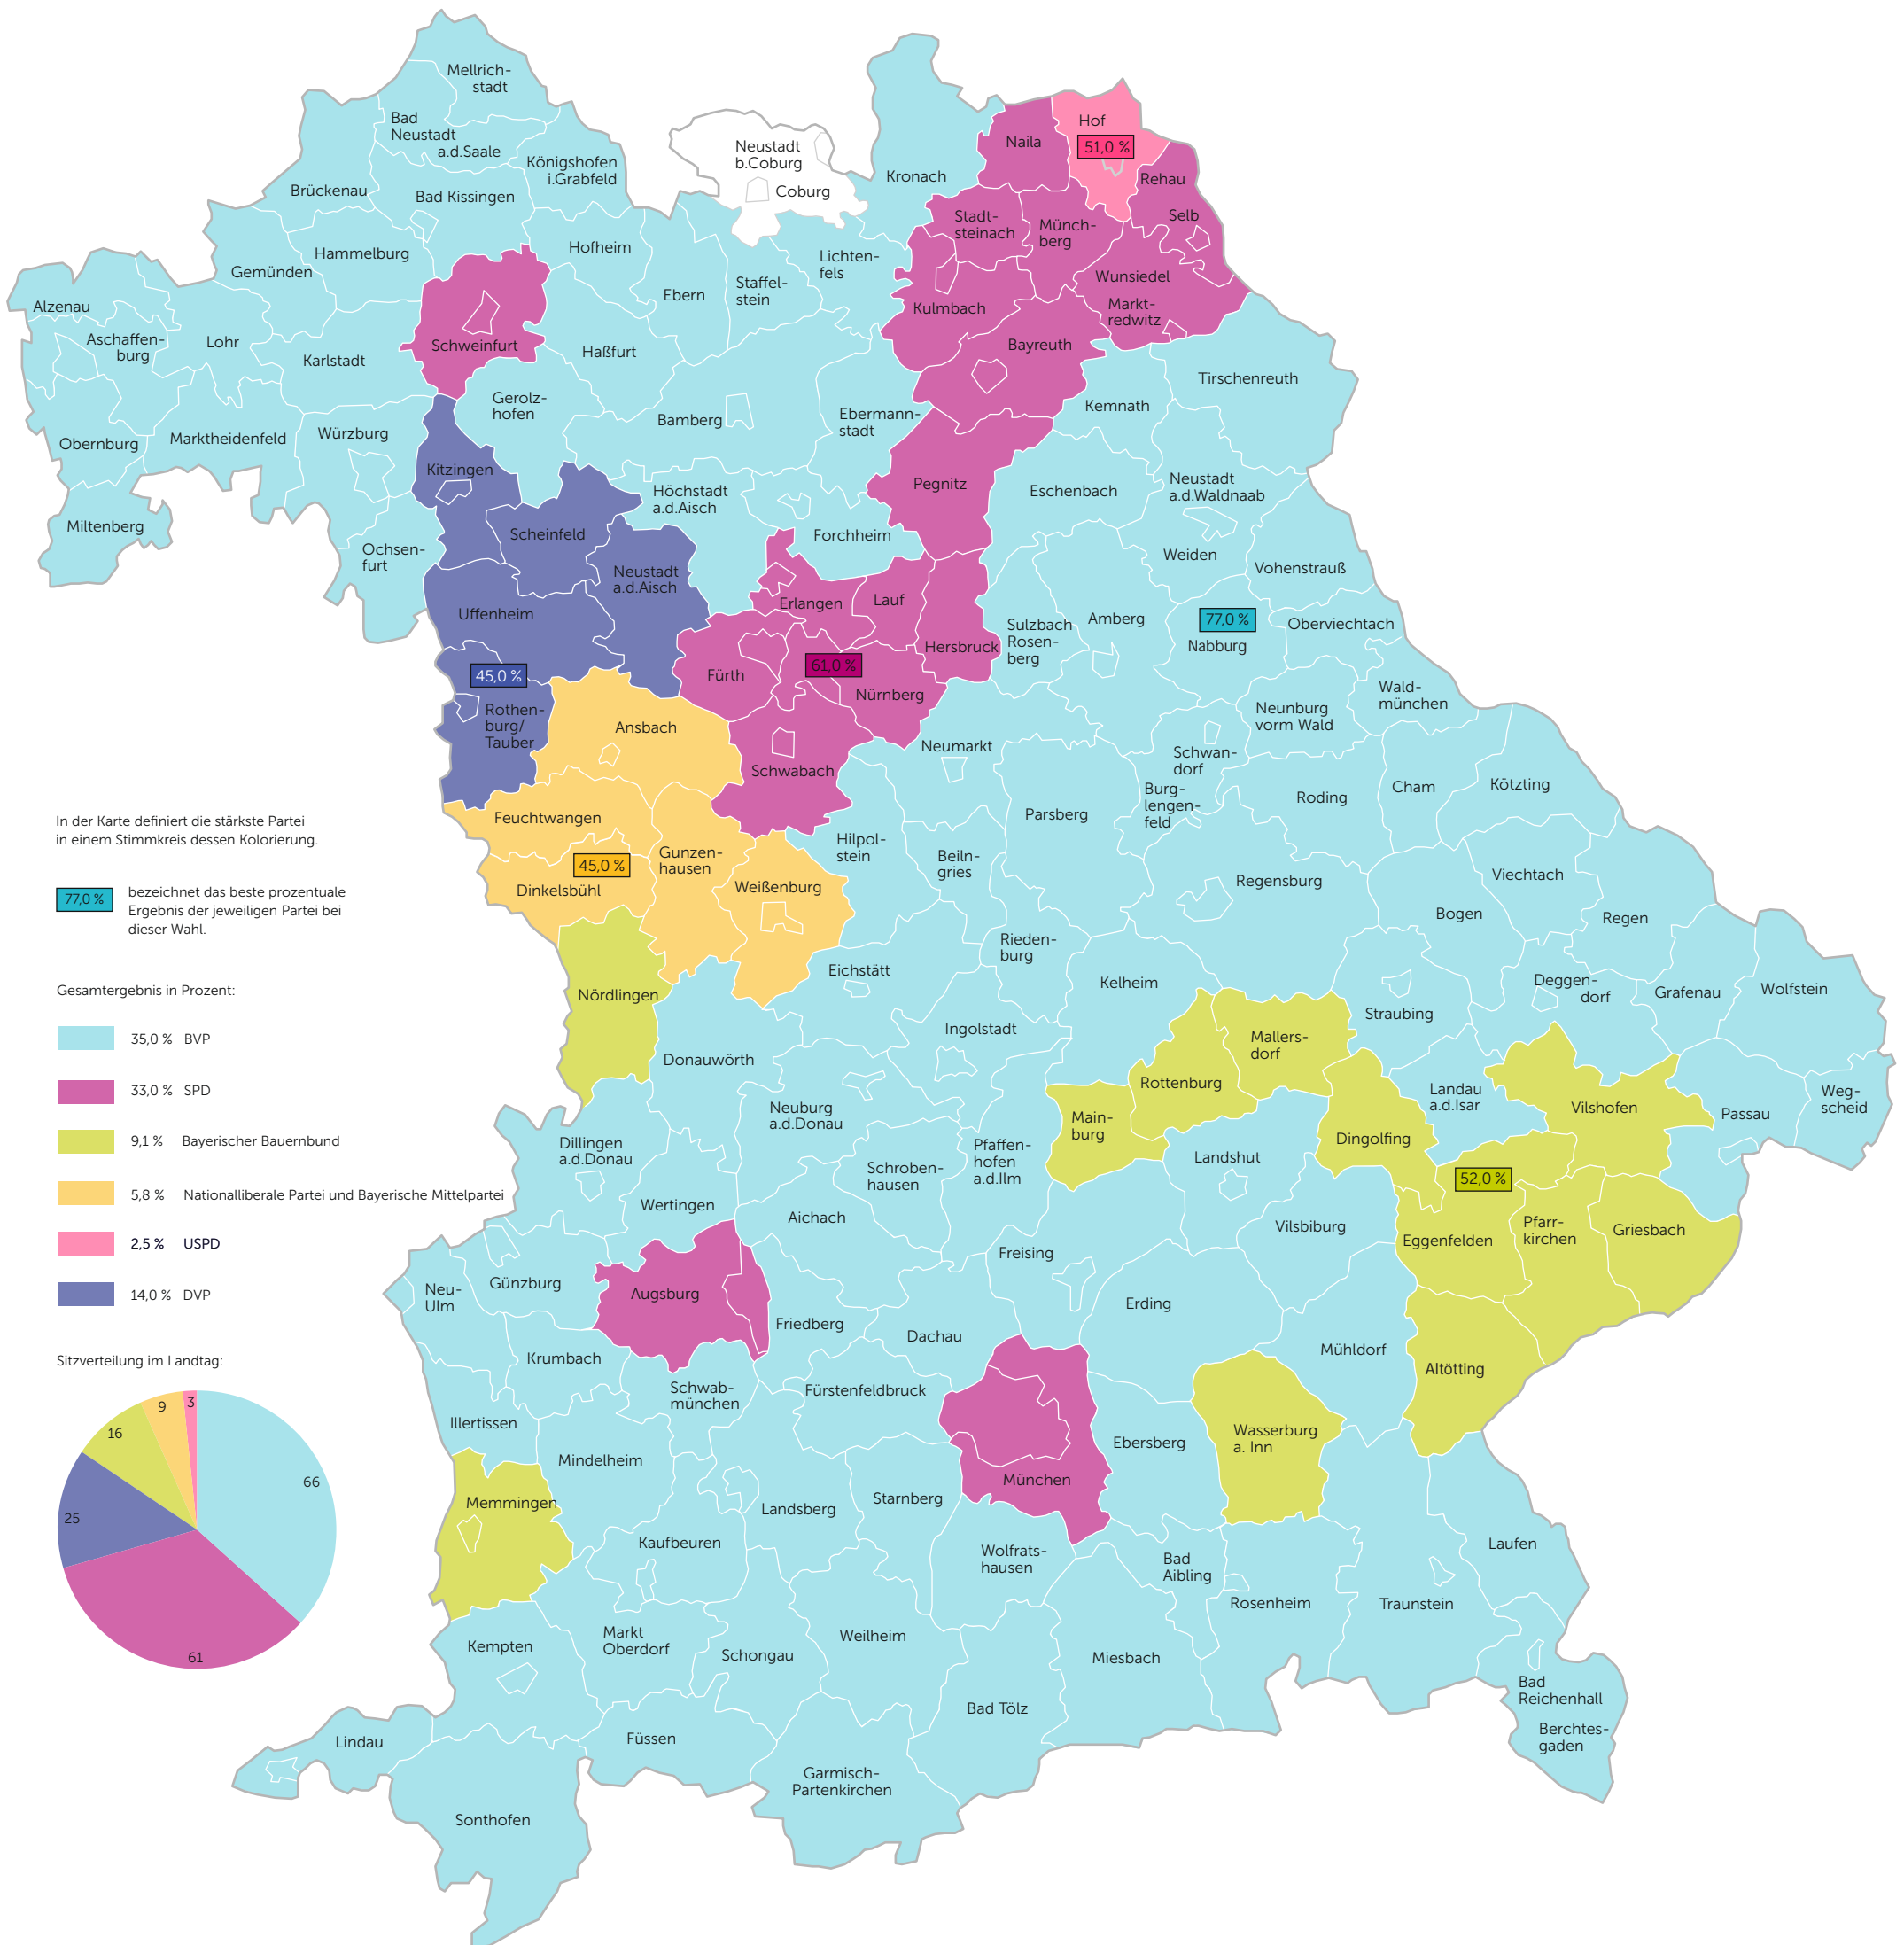 Mellrich-
stadt
Bad
Neustadt
a.d.Saale
Königshofen
i.Grabfeld
Brückenau
Bad Kissingen
Neustadt
b.Coburg
Coburg
Kronach
Naila
Hof
51,0 %
Rehau
Selb
Stadt-
steinach
Münch-
berg
Wunsiedel
Markt-
redwitz
Hammelburg
Gemünden
Hofheim
Ebern
Staffel-
stein
Lichten-
fels
Kulmbach
Bayreuth
Alzenau
Aschaffen-
burg
Lohr
Karlstadt
Schweinfurt
Haßfurt
Gerolz-
hofen
Bamberg
Ebermann-
stadt
Kemnath
Tirschenreuth
Obernburg
Marktheidenfeld
Würzburg
Kitzingen
Miltenberg
Ochsen-
furt
Scheinfeld
Höchstadt
a.d.Aisch
Forchheim
Pegnitz
Eschenbach
Neustadt
a.d.Waldnaab
Weiden
Vohenstrauß
Neustadt
a.d.Aisch
Uffenheim
Erlangen
Lauf
Hersbruck
Sulzbach
Rosen-
berg
Amberg
77,0 %
Nabburg
Oberviechtach
45,0 %
Rothen-
burg/
Tauber
Fürth
61,0 %
Nürnberg
Ansbach
Schwabach
Neumarkt
Schwan-
dorf
Neunburg
vorm Wald
Wald-
münchen
Feuchtwangen
45,0 %
Dinkelsbühl
Gunzen-
hausen
Weißenburg
Hilpol-
stein
Beiln-
gries
Parsberg
Burg-
lengen-
feld
Roding
Cham
Kötzting
In der Karte definiert die stärkste Partei
in einem Stimmkreis dessen Kolorierung.
77,0 %
bezeichnet das beste prozentuale
Ergebnis der jeweiligen Partei bei
dieser Wahl.
Regensburg
Viechtach
Bogen
Regen
Nördlingen
Eichstätt
Rieden-
burg
Kelheim
Straubing
Deggen-
dorf
Grafenau
Wolfstein
Donauwörth
Ingolstadt
Mallers-
dorf
Rottenburg
Main-
burg
Landau
a.d.Isar
Vilshofen
Passau
Weg-
scheid
Neuburg
a.d.Donau
Dillingen
a.d.Donau
Schroben-
hausen
Pfaffen-
hofen
a.d.Ilm
Landshut
Dingolfing
52,0 %
Wertingen
Aichach
Freising
Vilsbiburg
Eggenfelden
Pfarr-
kirchen
Griesbach
Gesamtergebnis in Prozent:
35,0 % BVP
33,0 % SPD
9,1 % Bayerischer Bauernbund
5,8 % Nationalliberale Partei und Bayerische Mittelpartei
2,5 % USPD
14,0 % DVP
Neu-
Ulm
Günzburg
Augsburg
Friedberg
Dachau
Erding
Mühldorf
Altötting
Krumbach
Schwab-
münchen
Fürstenfeldbruck
Illertissen
Mindelheim
München
Ebersberg
Wasserburg
a. Inn
Sitzverteilung im Landtag:
9
3
16
66
25
61
Memmingen
Kaufbeuren
Landsberg
Starnberg
Wolfrats-
hausen
Bad
Aibling
Rosenheim
Traunstein
Laufen
Kempten
Markt
Oberdorf
Schongau
Weilheim
Bad Tölz
Miesbach
Bad
Reichenhall
Berchtes-
gaden
Lindau
Füssen
Garmisch-
Partenkirchen
Sonthofen